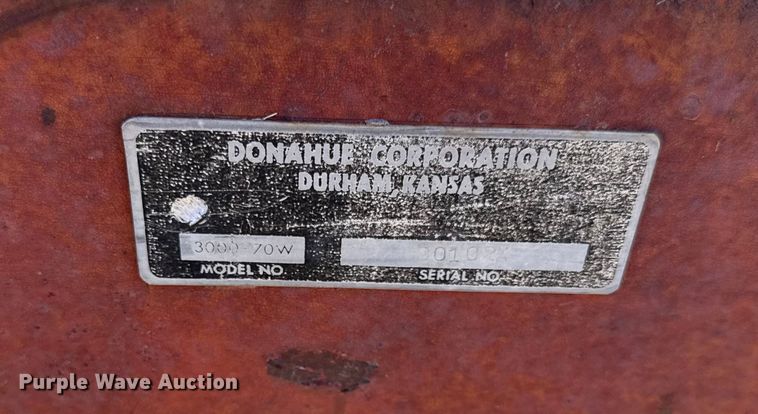 DONAHUE CORPORATION
DURHAM, KANSAS
3000-70W
MODEL NO.
SERIAL NO.
Purple Wave Auction